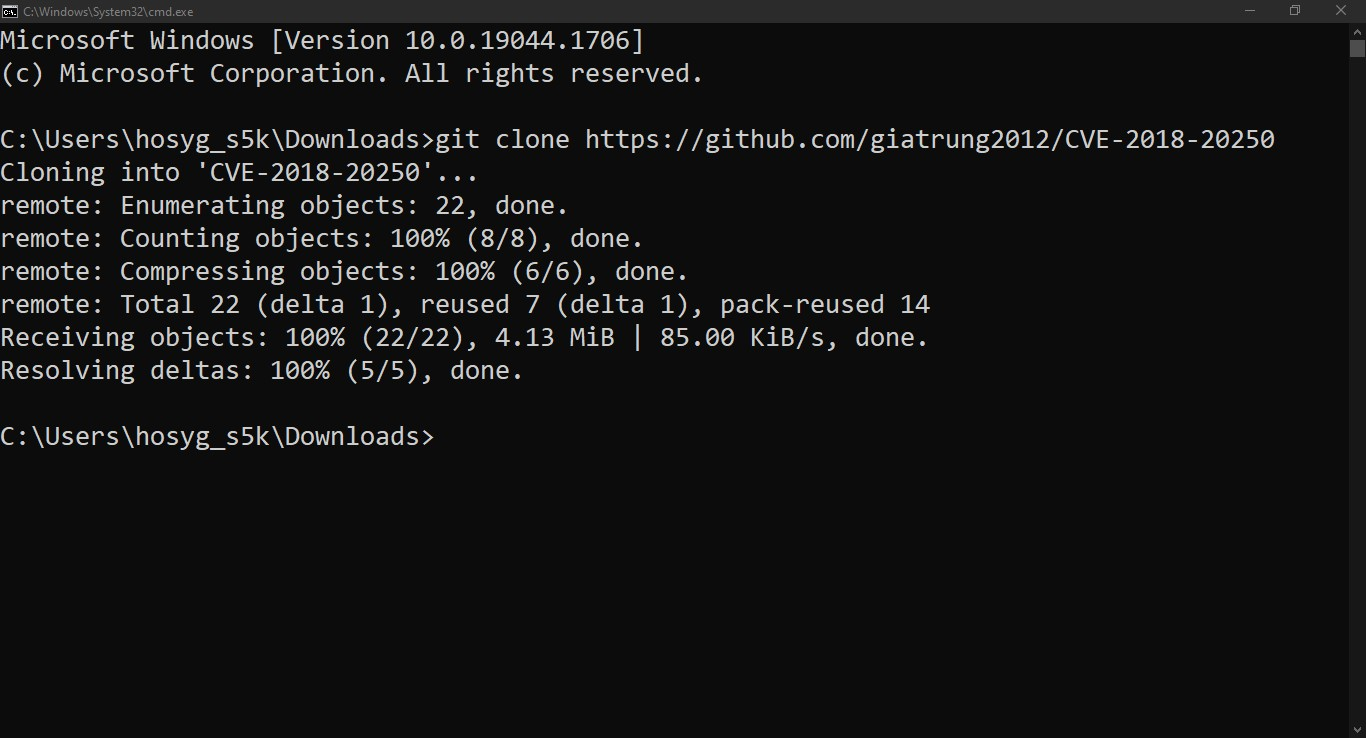 C:\Windows\System32\cmd.exe
Microsoft Windows [Version 10.0.19044.1706]
(c) Microsoft Corporation. All rights reserved.
C:\Users\hosyg_s5k\Downloads>git clone https://github.com/giatrung2012/CVE-2018-20250
Cloning into 'CVE-2018-20250'...
remote: Enumerating objects: 22, done.
remote: Counting objects: 100% (8/8), done.
remote: Compressing objects: 100% (6/6), done.
remote: Total 22 (delta 1), reused 7 (delta 1), pack-reused 14
Receiving objects: 100% (22/22), 4.13 MiB | 85.00 KiB/s, done.
Resolving deltas: 100% (5/5), done.
C:\Users\hosyg_s5k\Downloads>